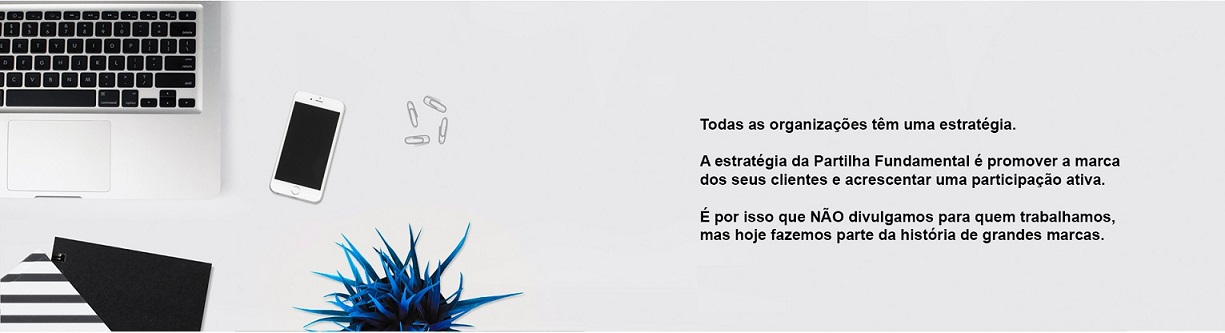 Todas as organizações têm uma estratégia.
A estratégia da Partilha Fundamental é promover a marca
dos seus clientes e acrescentar uma participação ativa.
É por isso que NÃO divulgamos para quem trabalhamos,
mas hoje fazemos parte da história de grandes marcas.